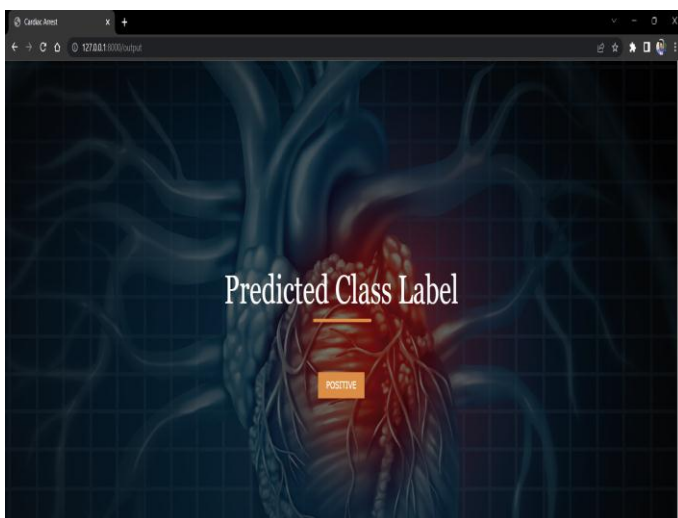 Cardiac Arrest
127.0.0.1:8000/output
Predicted Class Label
POSITIVE